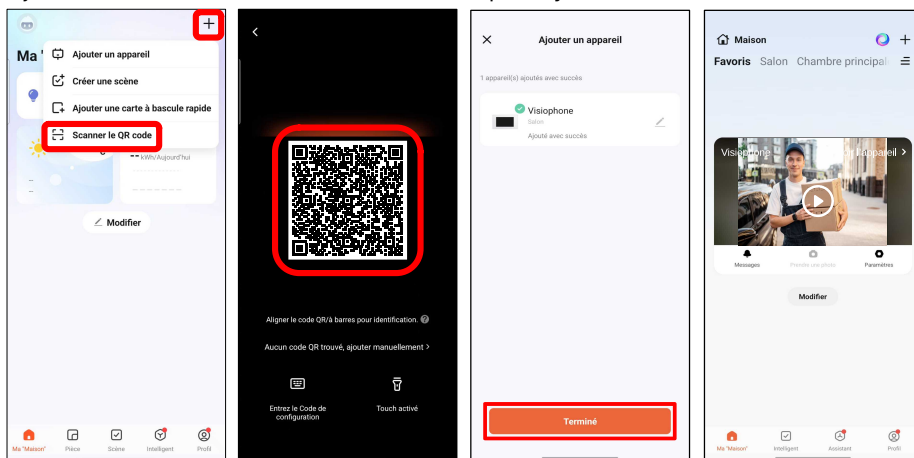 Ma "
Ajouter un appareil
Créer une scène
Ajouter une carte à bascule rapide
Scanner le QR code
kWh/Aujourd'hui
Modifier
Ma "Maison"
Pièce
Scène
Intelligent
Profil
Aligner le code QR/à barres pour identification.
Aucun code QR trouvé, ajouter manuellement >
Entrez le Code de
configuration
Touch activé
Ajouter un appareil
1 appareil(s) ajoutés avec succès
Visiophone
Salon
Ajouté avec succès
Terminé
Maison
Favoris Salon Chambre principal
Visiophone
l'appareil >
Messages
Prendre une photo
Paramètres
Modifier
Ma "Maison"
Intelligent
Assistant
Profil